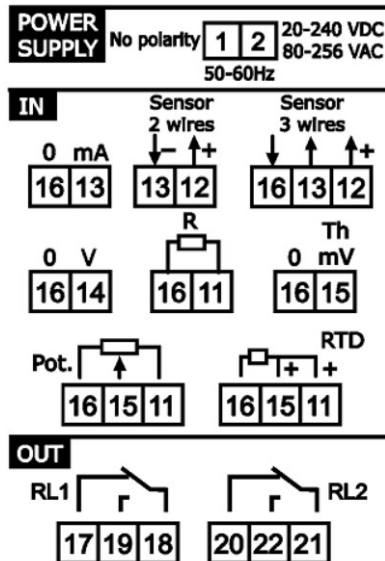 POWER SUPPLY No polarity 1 2 20-240 VDC
80-256 VAC
50-60Hz
IN
Sensor 2 wires
Sensor 3 wires
0 mA
- +
+
16 13
13 12
16 13 12
R
Th
0 V
0 mV
16 14
16 11
16 15
Pot.
RTD
+ +
16 15 11
16 15 11
OUT
RL1
RL2
17 19 18
20 22 21